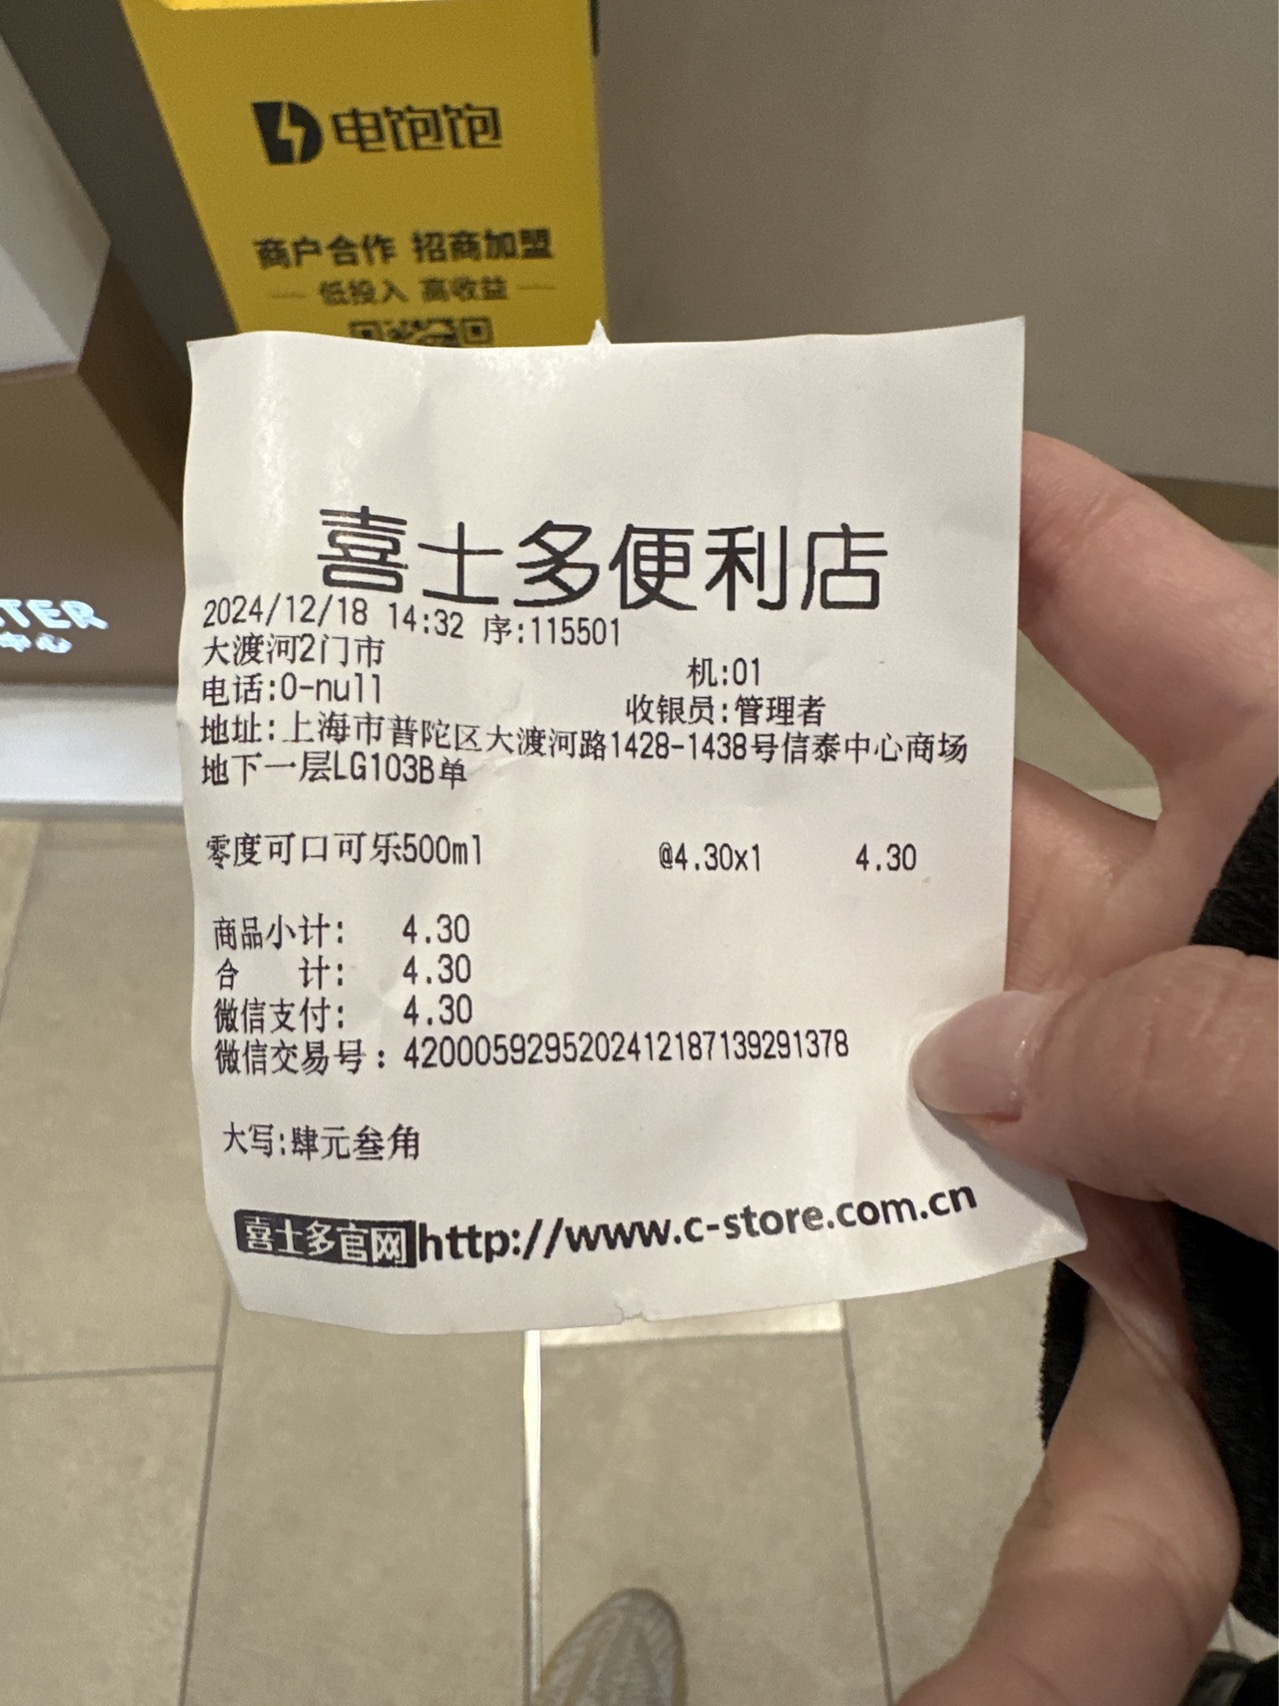 电饱饱
商户合作 招商加盟
低投入 高收益
TER
中心
喜士多便利店
2024/12/18 14:32 序:115501
大渡河2门市 机:01
电话:0-null 收银员:管理者
地址:上海市普陀区大渡河路1428-1438号信泰中心商场
地下一层LG103B单
零度可口可乐500ml @4.30x1 4.30
商品小计: 4.30
合 计: 4.30
微信支付: 4.30
微信交易号: 4200059295202412187139291378
大写:肆元叁角
喜士多官网http://www.c-store.com.cn